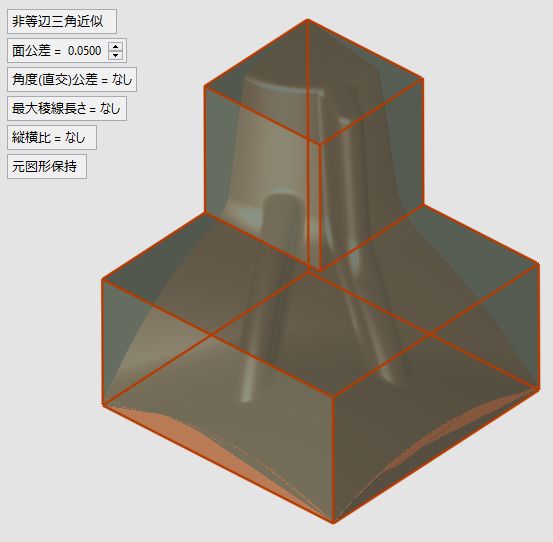 非等辺三角近似
面公差 = 0.0500
角度(直交)公差 = なし
最大稜線長さ = なし
縦横比 = なし
元図形保持